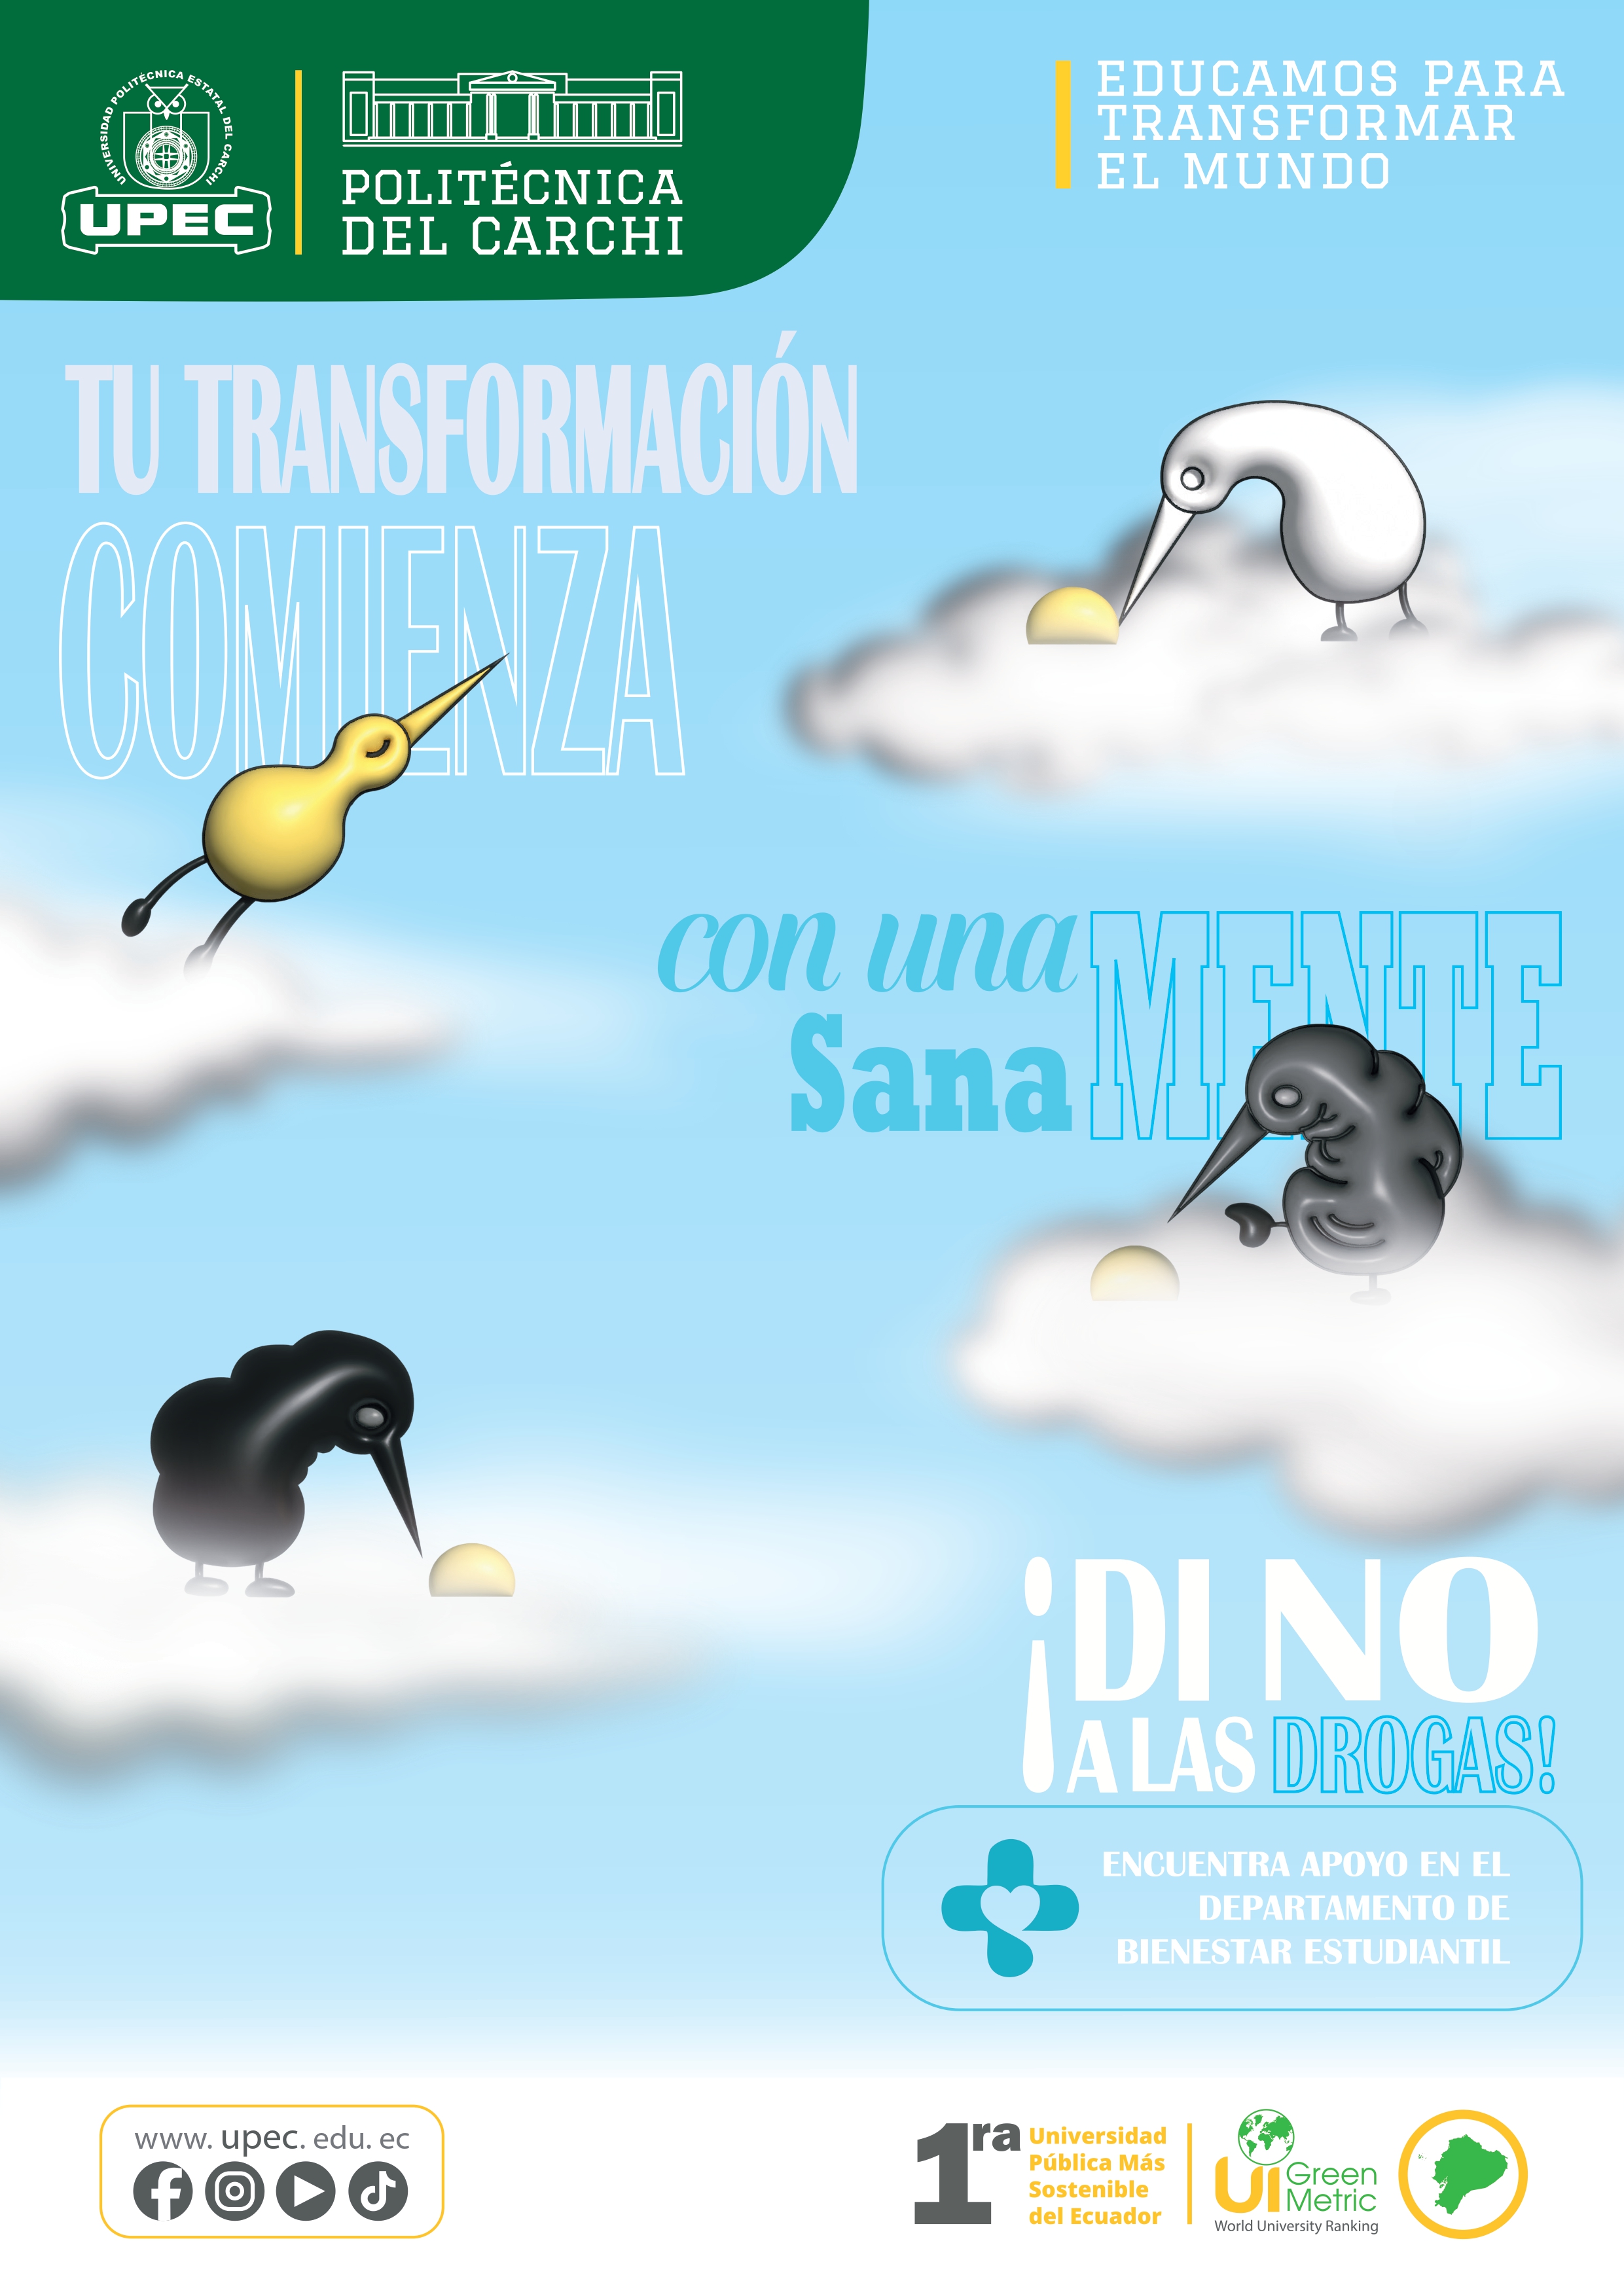 UNIVERSIDAD POLITÉCNICA ESTATAL DEL CARCHI
UPEC
POLITÉCNICA
DEL CARCHI
EDUCAMOS PARA
TRANSFORMAR
EL MUNDO
TU TRANSFORMACIÓN
COMIENZA
con una MENTE
Sana
¡DI NO
A LAS DROGAS!
ENCUENTRA APOYO EN EL
DEPARTAMENTO DE
BIENESTAR ESTUDIANTIL
www. upec. edu. ec
1ra
Universidad
Pública Más
Sostenible
del Ecuador
UI Green
Metric
World University Ranking